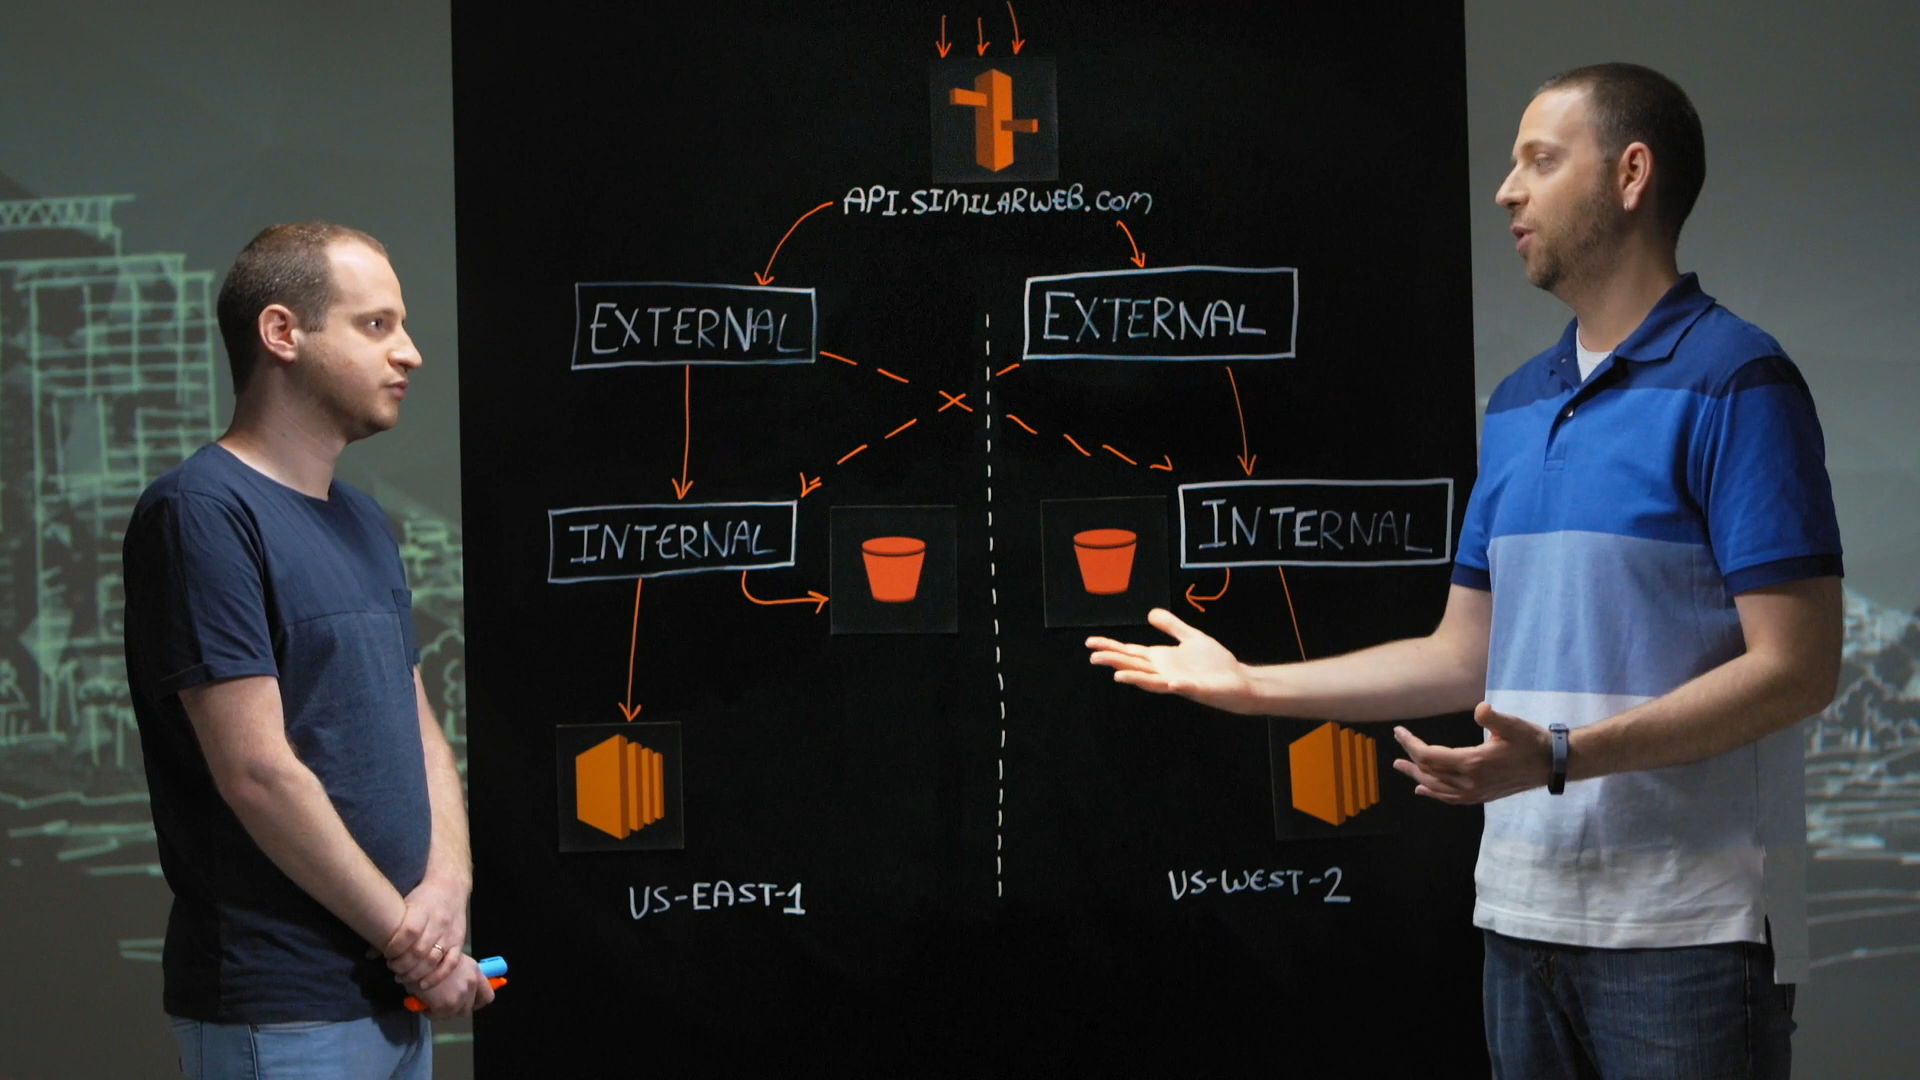 API.SIMILARWEB.COM
EXTERNAL
EXTERNAL
INTERNAL
INTERNAL
US-EAST-1
US-WEST-2